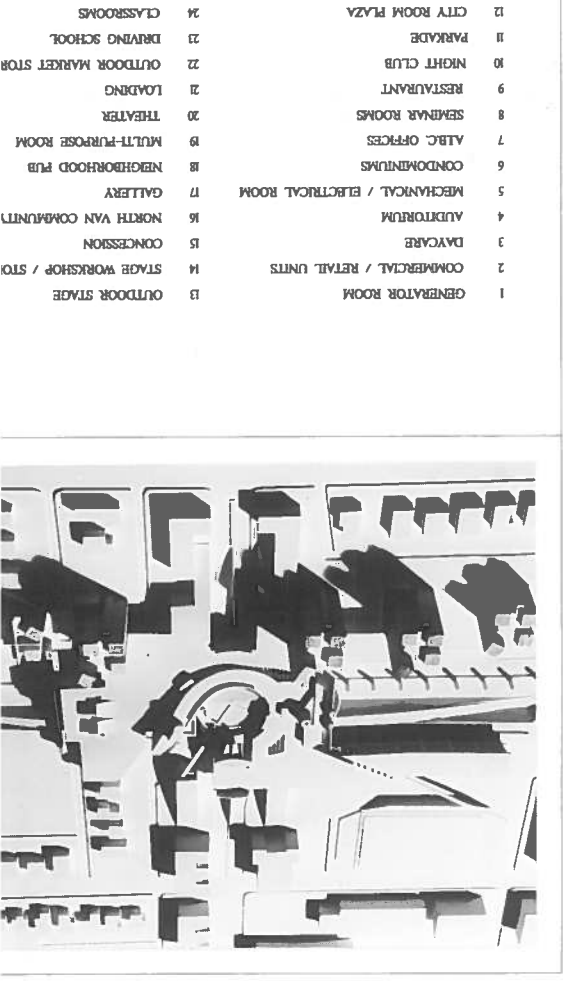 1 GENERATOR ROOM
2 COMMERCIAL / RETAIL UNITS
3 DAYCARE
4 AUDITORIUM
5 MECHANICAL / ELECTRICAL ROOM
6 CONDOMINIUMS
7 ALBC. OFFICES
8 SEMINAR ROOMS
9 RESTAURANT
10 NIGHT CLUB
11 PARKADE
12 CITY ROOM PLAZA
13 OUTDOOR STAGE
14 STAGE WORKSHOP / STO
15 CONCESSION
16 NORTH VAN COMMUNITY
17 GALLERY
18 NEIGHBORHOOD PUB
19 MULTI-PURPOSE ROOM
20 THEATER
21 LOADING
22 OUTDOOR MARKET STOR
23 DRIVING SCHOOL
24 CLASSROOMS